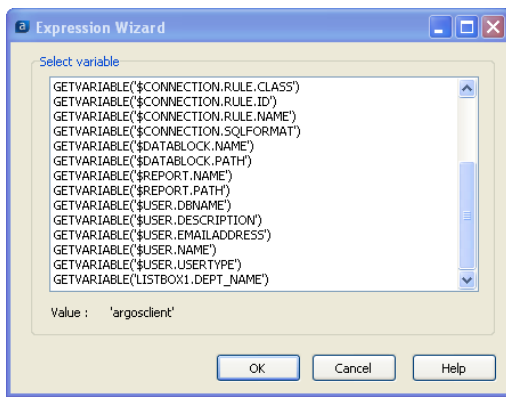 Expression Wizard
Select variable
GETVARIABLE('$CONNECTION.RULE.CLASS')
GETVARIABLE('$CONNECTION.RULE.ID')
GETVARIABLE('$CONNECTION.RULE.NAME')
GETVARIABLE('$CONNECTION.SQLFORMAT')
GETVARIABLE('$DATABLOCK.NAME')
GETVARIABLE('$DATABLOCK.PATH')
GETVARIABLE('$REPORT.NAME')
GETVARIABLE('$REPORT.PATH')
GETVARIABLE('$USER.DBNAME')
GETVARIABLE('$USER.DESCRIPTION')
GETVARIABLE('$USER.EMAILADDRESS')
GETVARIABLE('$USER.NAME')
GETVARIABLE('$USER.USERTYPE')
GETVARIABLE('LISTBOX1.DEPT_NAME')
Value : 'argosclient'
OK Cancel Help